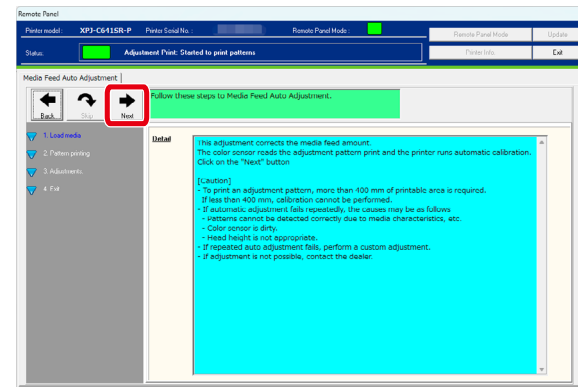 Remote Panel
Printer model : XPJ-C641SR-P Printer Serial No. : Remote Panel Mode : Remote Panel Mode Update
Status: Adjustment Print: Started to print patterns Printer Info. Exit
Media Feed Auto Adjustment
Back Skip Next
Follow these steps to Media Feed Auto Adjustment.
1. Load media
2. Pattern printing
3. Adjustments
4. Exit
Detail
This adjustment corrects the media feed amount.
The color sensor reads the adjustment pattern print and the printer runs automatic calibration.
Click on the "Next" button
[Caution]
- To print an adjustment pattern, more than 400 mm of printable area is required.
If less than 400 mm, calibration cannot be performed.
- If automatic adjustment fails repeatedly, the causes may be as follows
- Patterns cannot be detected correctly due to media characteristics, etc.
- Color sensor is dirty.
- Head height is not appropriate.
- If repeated auto adjustment fails, perform a custom adjustment.
- If adjustment is not possible, contact the dealer.